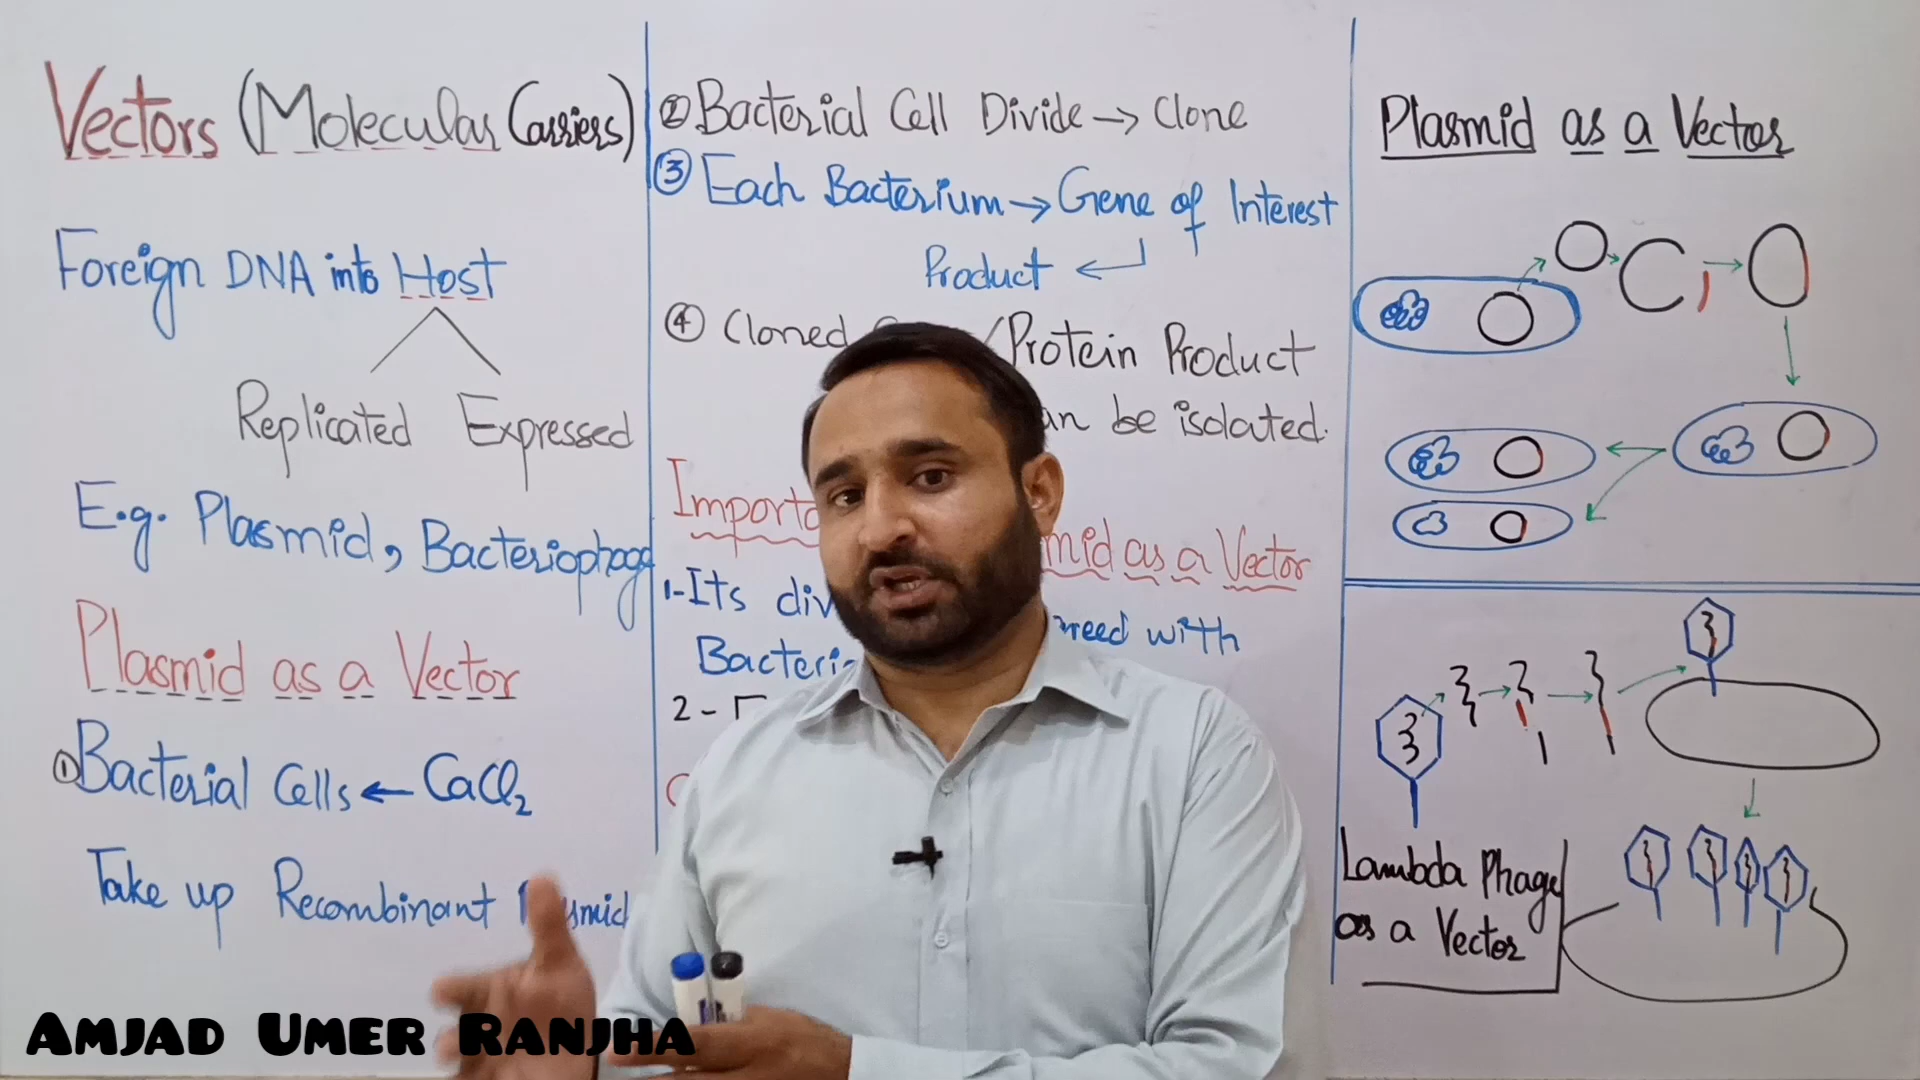 Vectors (Molecular Carriers)
Foreign DNA into Host
Replicated Expressed
E.g. Plasmid, Bacteriophage
Plasmid as a Vector
① Bacterial Cells ← CaCl2
Take up Recombinant
② Bacterial Cell Divide → Clone
③ Each Bacterium → Gene of Interest
Product ↵
④ Cloned /Protein Product
be isolated.
as a Vector
1- Its
with
2-
Plasmid as a Vector
Lambda Phage
as a Vector
AMJAD UMER RANJHA